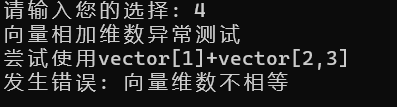 请输入您的选择: 4
向量相加维数异常测试
尝试使用vector[1]+vector[2,3]
发生错误: 向量维数不相等